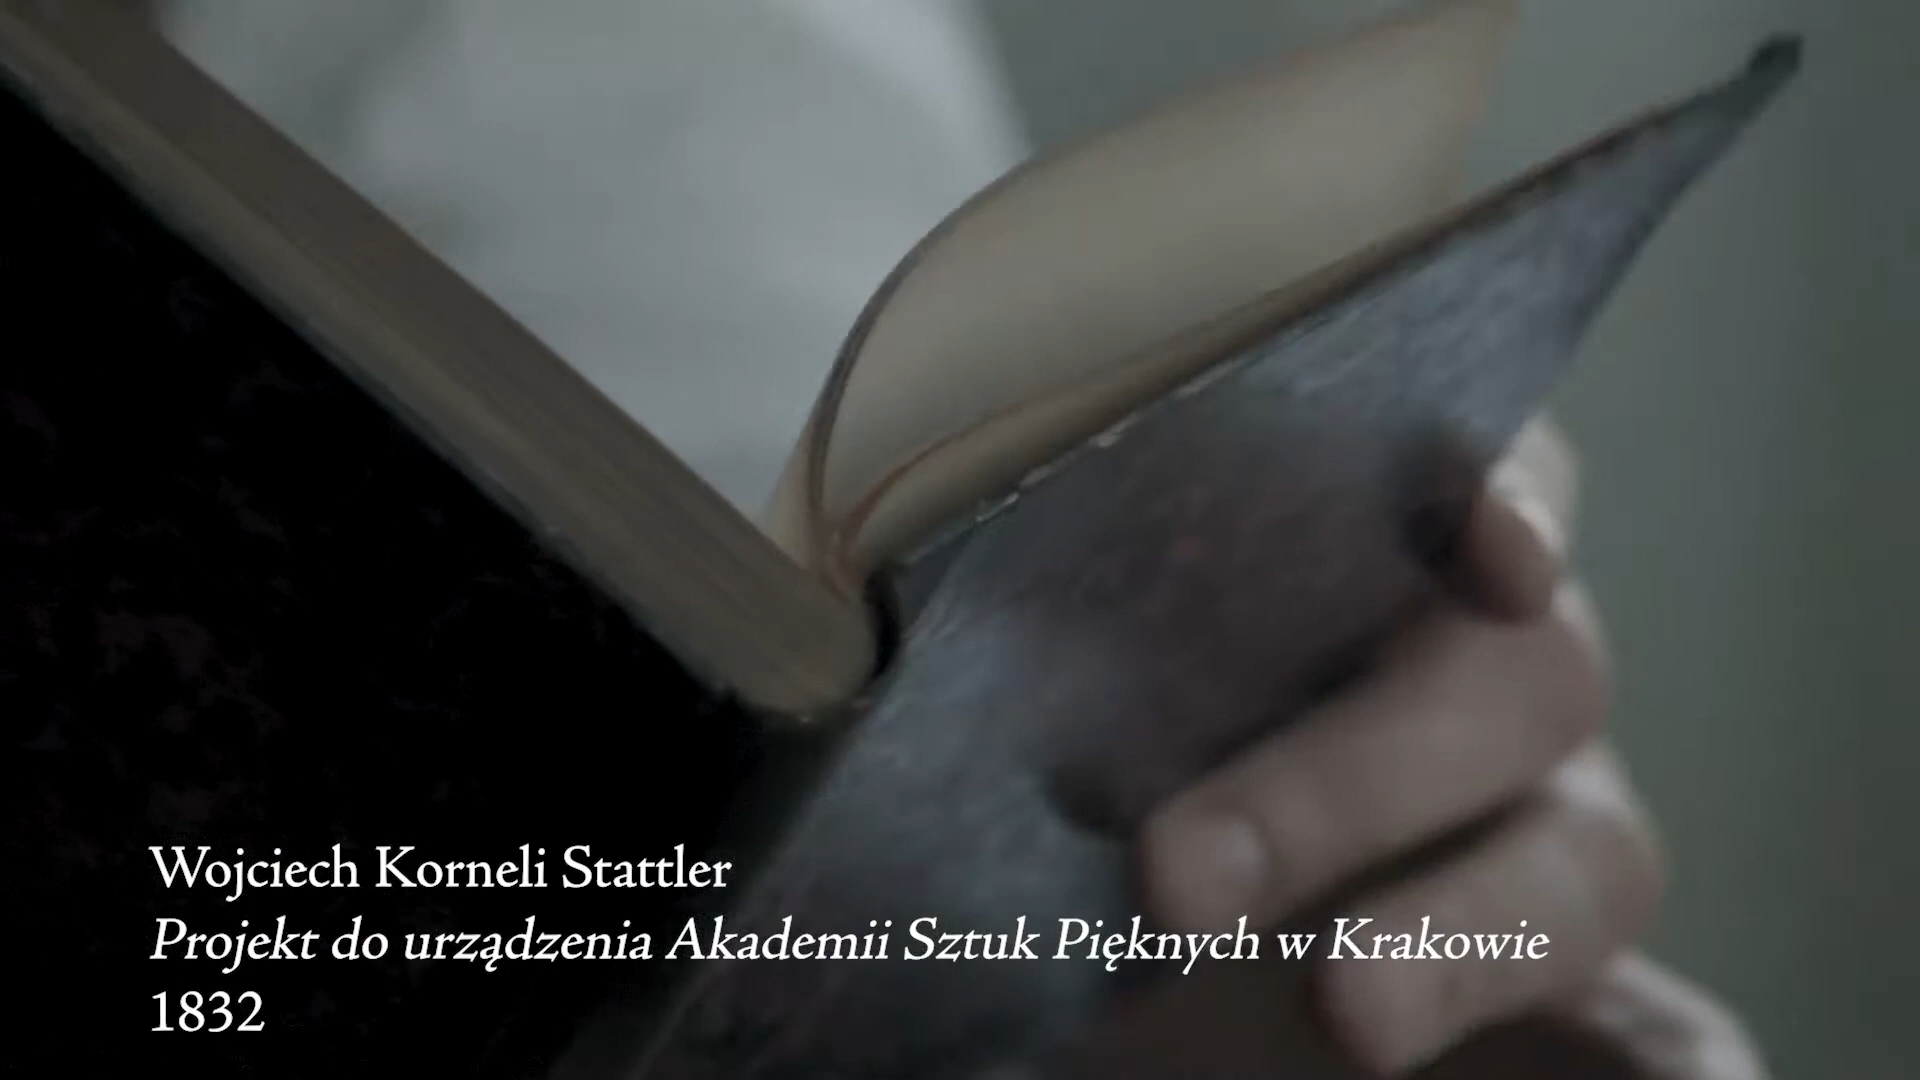 Wojciech Korneli Stattler
Projekt do urządzenia Akademii Sztuk Pięknych w Krakowie
1832